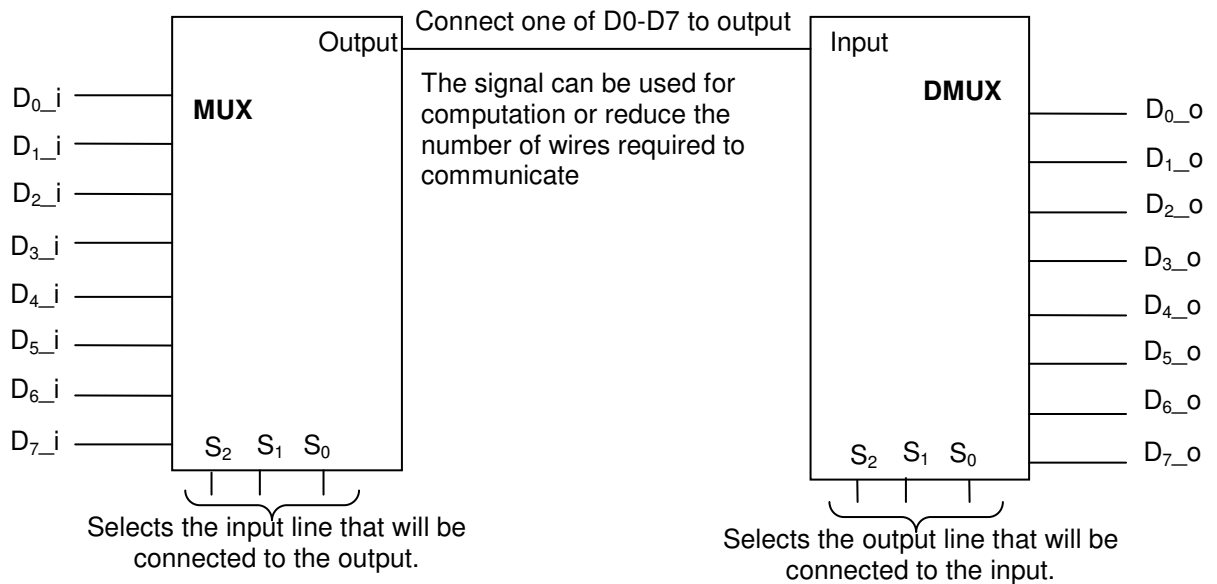 Connect one of D0-D7 to output
Output
Input
The signal can be used for
computation or reduce the
number of wires required to
communicate
MUX
DMUX
D₀_i
D₁_i
D₂_i
D₃_i
D₄_i
D₅_i
D₆_i
D₇_i
D₀_o
D₁_o
D₂_o
D₃_o
D₄_o
D₅_o
D₆_o
D₇_o
S₂ S₁ S₀
S₂ S₁ S₀
Selects the input line that will be
connected to the output.
Selects the output line that will be
connected to the input.